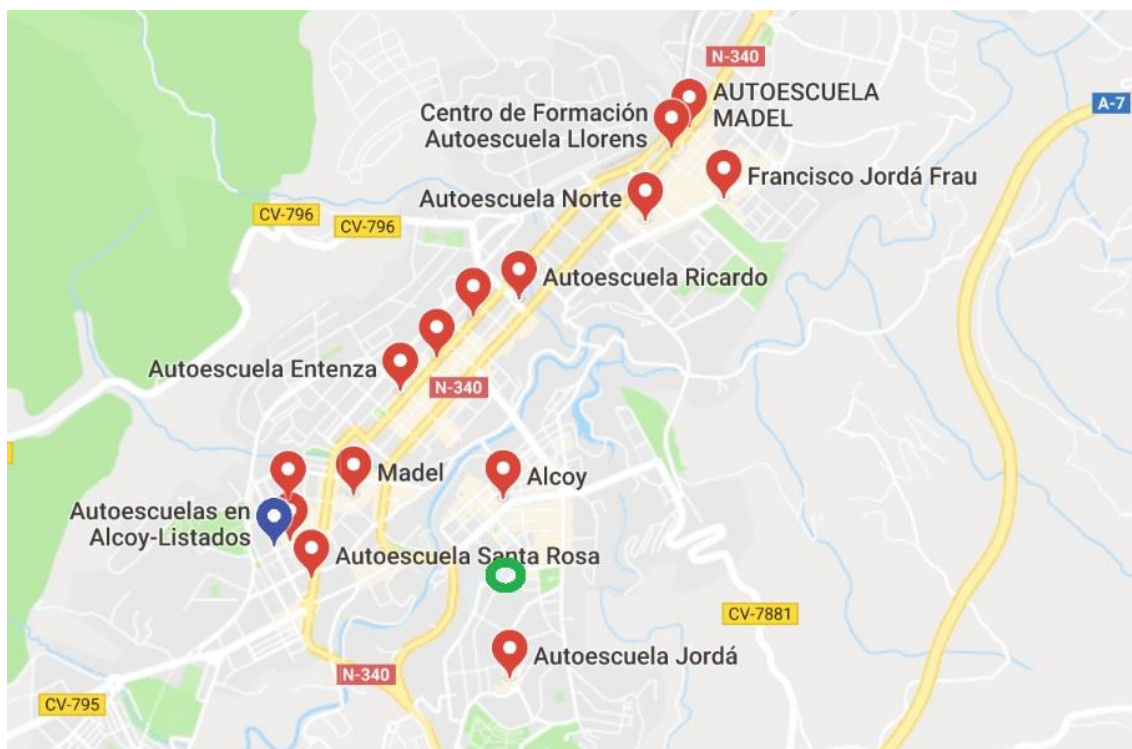 N-340
AUTOESCUELA
MADEL
A-7
Centro de Formación
Autoescuela Llorens
Francisco Jordá Frau
Autoescuela Norte
CV-796
CV-796
Autoescuela Ricardo
Autoescuela Entenza
N-340
Madel
Alcoy
Autoescuelas en
Alcoy-Listados
Autoescuela Santa Rosa
CV-7881
Autoescuela Jordá
N-340
CV-795